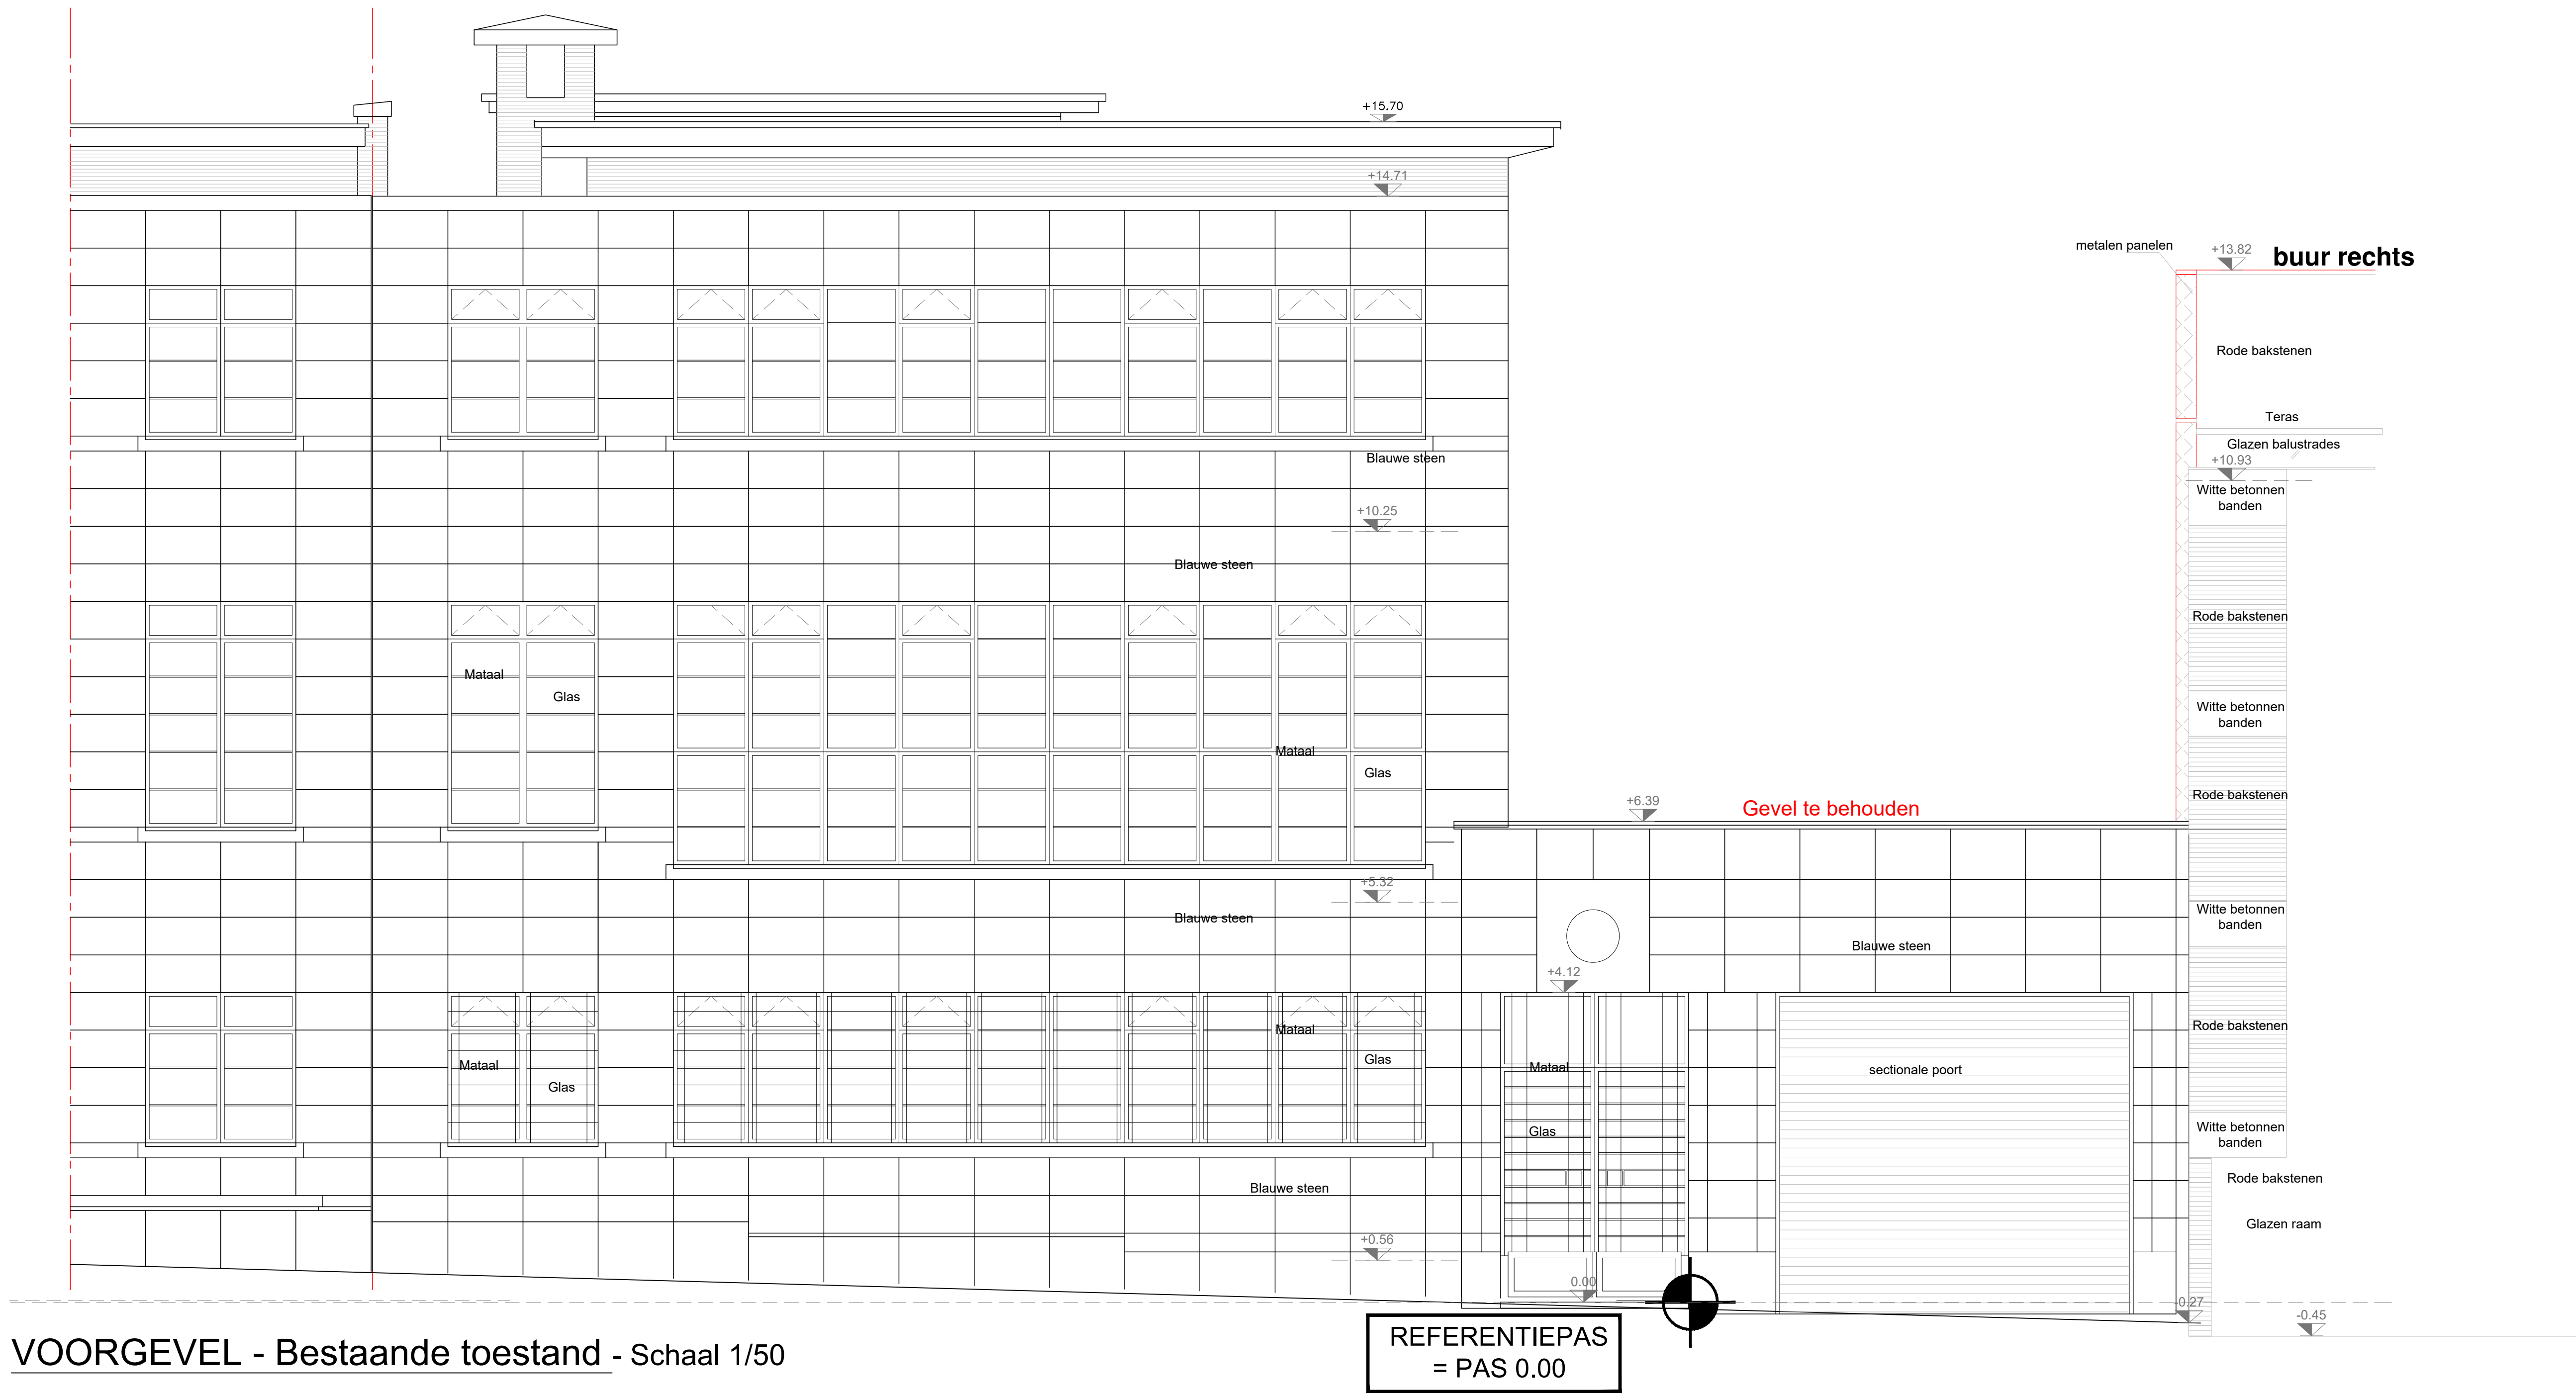 +15.70
+14.71
metalen panelen
+13.82
buur rechts
Rode bakstenen
Teras
Glazen balustrades
Blauwe steen
+10.93
Witte betonnen
banden
+10.25
Blauwe steen
Rode bakstenen
Mataal
Glas
Witte betonnen
banden
Mataal
Glas
Rode bakstenen
+6.39
Gevel te behouden
+5.32
Blauwe steen
Witte betonnen
banden
Blauwe steen
+4.12
Mataal
Glas
Mataal
Glas
Mataal
Glas
sectionale poort
Rode bakstenen
Witte betonnen
banden
Blauwe steen
Rode bakstenen
Glazen raam
+0.56
0.00
-0.27
-0.45
VOORGEVEL - Bestaande toestand - Schaal 1/50
REFERENTIEPAS
= PAS 0.00